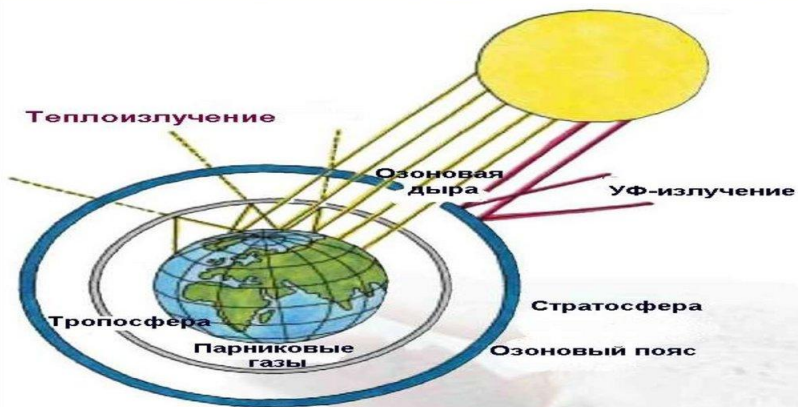 Теплоизлучение
Озоновая
дыра
УФ-излучение
Стратосфера
Тропосфера
Парниковые
газы
Озоновый пояс